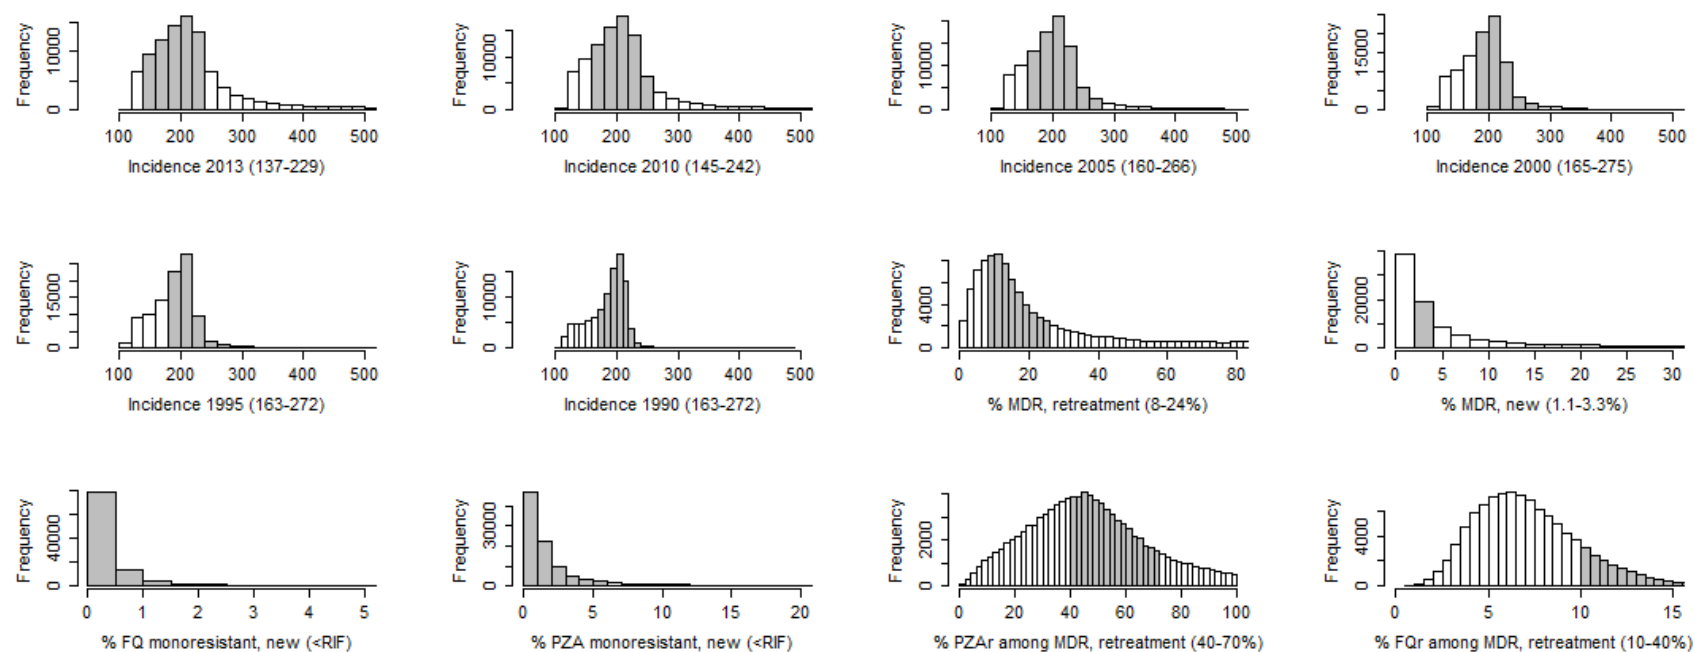 Frequency
0 10000
100 200 300 400 500
Incidence 2013 (137-229)
Frequency
0 10000
100 200 300 400 500
Incidence 2010 (145-242)
Frequency
0 10000
100 200 300 400 500
Incidence 2005 (160-266)
Frequency
0 15000
100 200 300 400 500
Incidence 2000 (165-275)
Frequency
0 15000
100 200 300 400 500
Incidence 1995 (163-272)
Frequency
0 10000
100 200 300 400 500
Incidence 1990 (163-272)
Frequency
0 4000
0 20 40 60 80
% MDR, retreatment (8-24%)
Frequency
0 20000
0 5 10 15 20 25 30
% MDR, new (1.1-3.3%)
Frequency
0 40000
0 1 2 3 4 5
% FQ monoresistant, new (<RIF)
Frequency
0 30000
0 5 10 15 20
% PZA monoresistant, new (<RIF)
Frequency
0 2000
0 20 40 60 80 100
% PZAr among MDR, retreatment (40-70%)
Frequency
0 4000
0 5 10 15
% FQr among MDR, retreatment (10-40%)